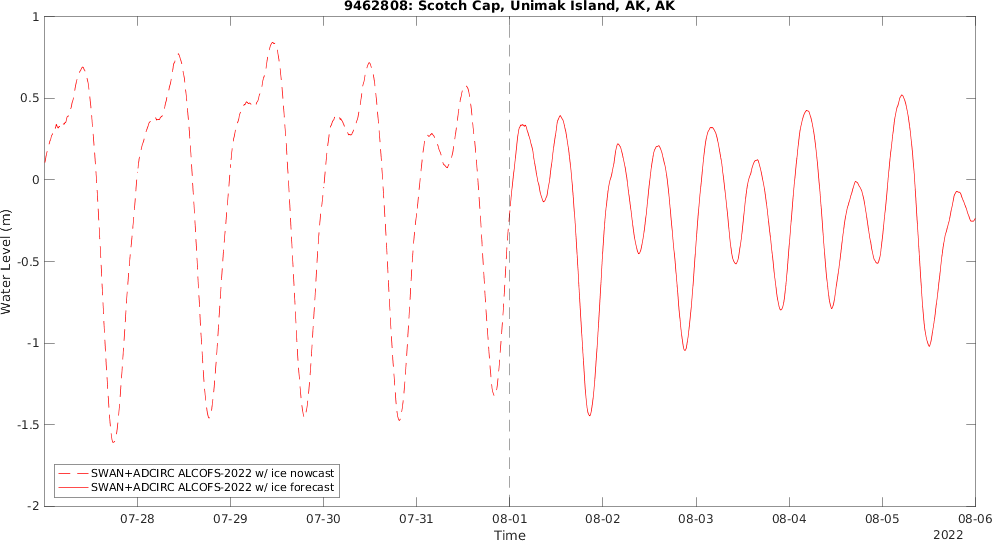 9462808: Scotch Cap, Unimak Island, AK, AK
1
0.5
0
-0.5
-1
-1.5
-2
Water Level (m)
SWAN+ADCIRC ALCOFS-2022 w/ ice nowcast
SWAN+ADCIRC ALCOFS-2022 w/ ice forecast
07-28 07-29 07-30 07-31 08-01 08-02 08-03 08-04 08-05 08-06
Time
2022